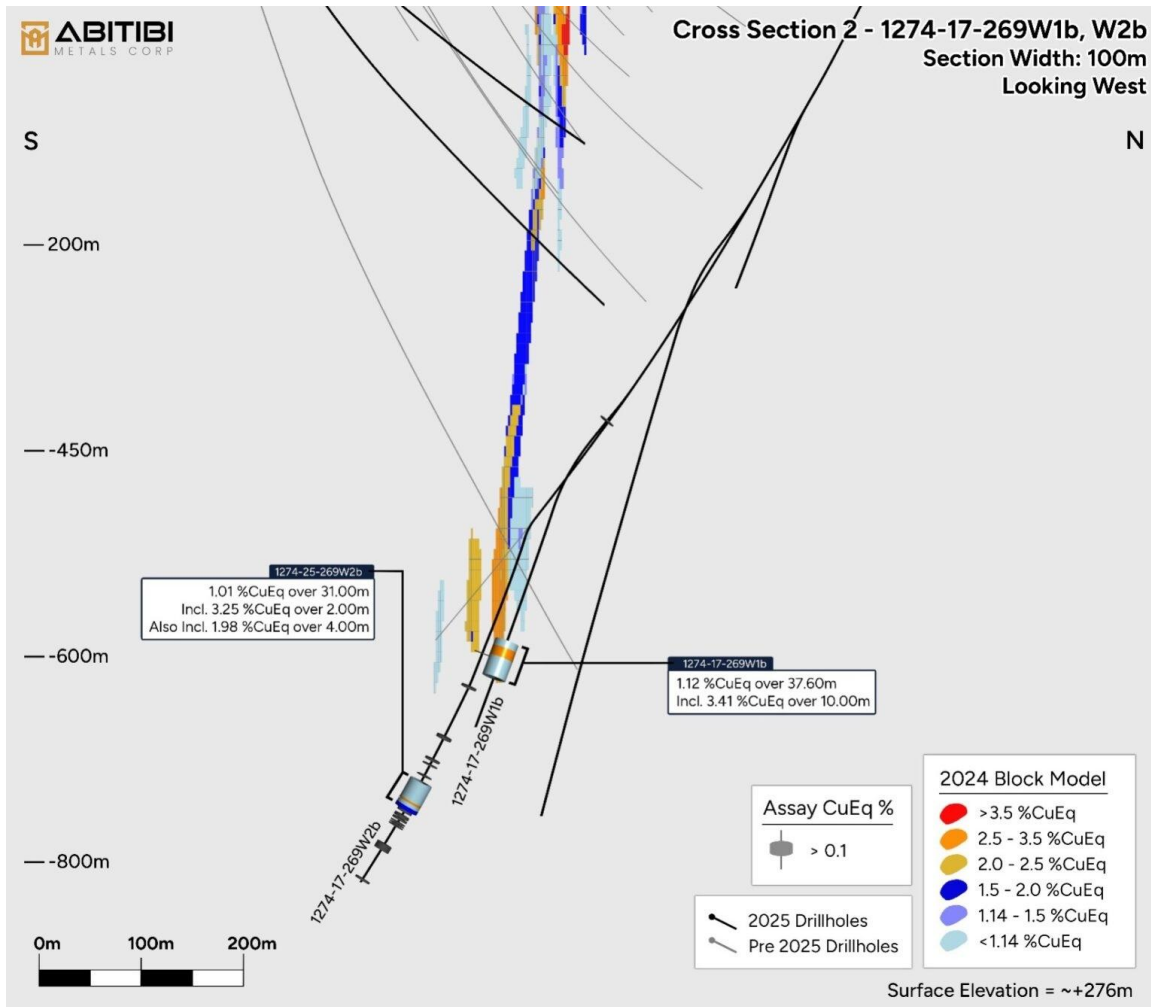 ABITIBI
METALS CORP
Cross Section 2 - 1274-17-269W1b, W2b
Section Width: 100m
Looking West
S
N
200m
-450m
-600m
-800m
1274-25-269W2b
1.01 %CuEq over 31.00m
Incl. 3.25 %CuEq over 2.00m
Also Incl. 1.98 %CuEq over 4.00m
1274-17-269W1b
1.12 %CuEq over 37.60m
Incl. 3.41 %CuEq over 10.00m
1274-17-269W1b
1274-17-269W2b
Assay CuEq %
> 0.1
2025 Drillholes
Pre 2025 Drillholes
2024 Block Model
>3.5 %CuEq
2.5 - 3.5 %CuEq
2.0 - 2.5 %CuEq
1.5 - 2.0 %CuEq
1.14 - 1.5 %CuEq
<1.14 %CuEq
0m 100m 200m
Surface Elevation = ~+276m